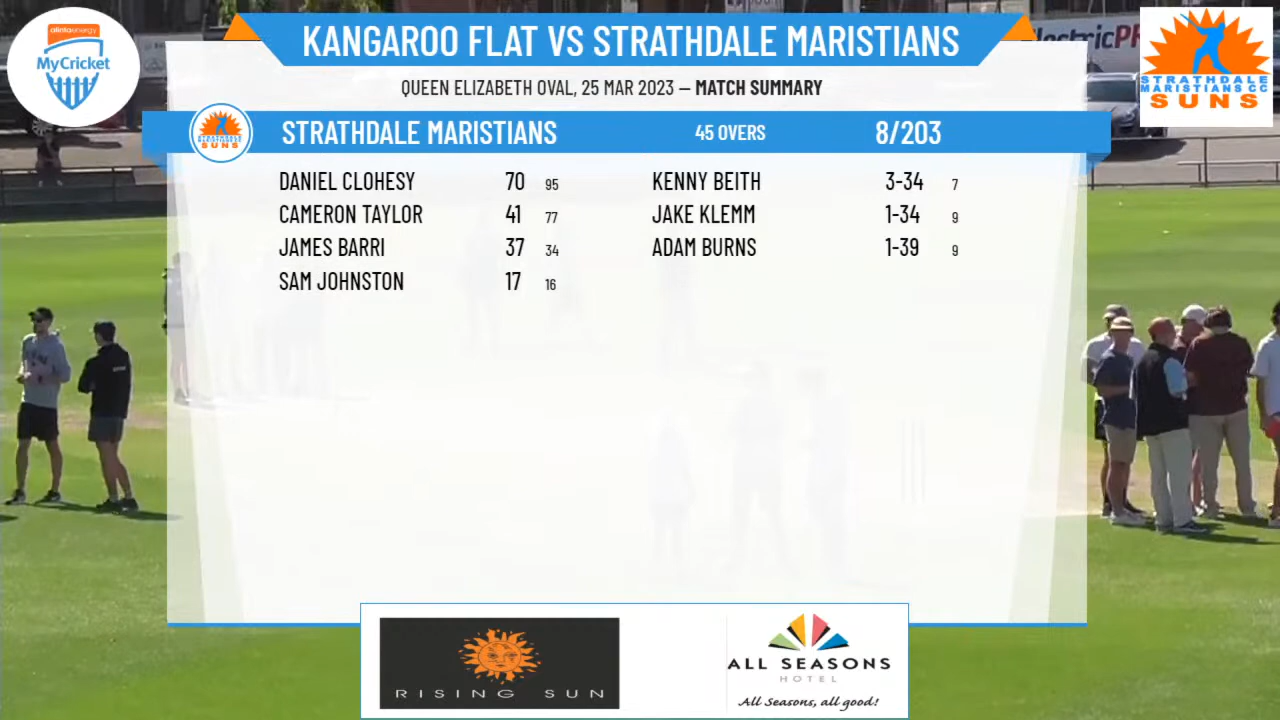 KANGAROO FLAT VS STRATHDALE MARISTIANS
alintaenergy
MyCricket
STRATHDALE
MARISTIANS CC
SUNS
QUEEN ELIZABETH OVAL, 25 MAR 2023 – MATCH SUMMARY
STRATHDALE MARISTIANS 45 OVERS 8/203
DANIEL CLOHESY 70 95 KENNY BEITH 3-34 7
CAMERON TAYLOR 41 77 JAKE KLEMM 1-34 9
JAMES BARRI 37 34 ADAM BURNS 1-39 9
SAM JOHNSTON 17 16
RISING SUN
ALL SEASONS
HOTEL
All Seasons, all good!